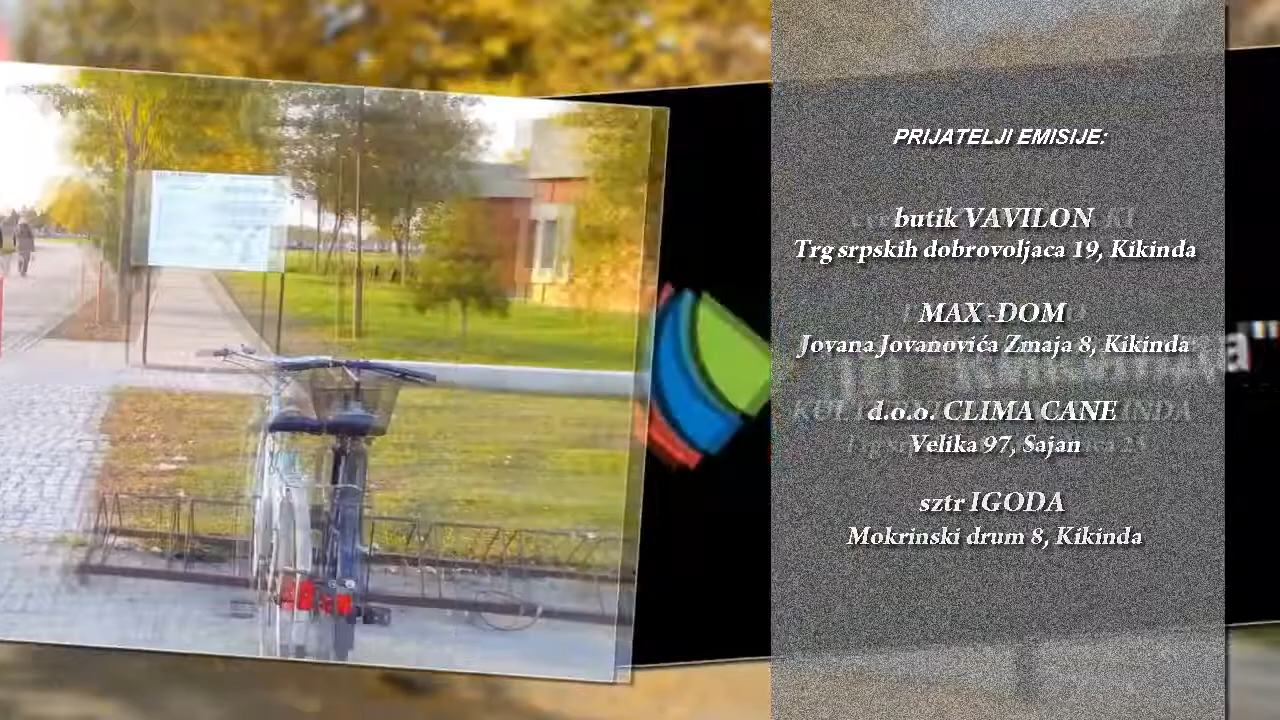 PRIJATELJI EMISIJE:
butik VAVILON
Trg srpskih dobrovoljaca 19, Kikinda
MAX -DOM
Jovana Jovanovića Zmaja 8, Kikinda
d.o.o. CLIMA CANE
Velika 97, Sajan
sztr IGODA
Mokrinski drum 8, Kikinda